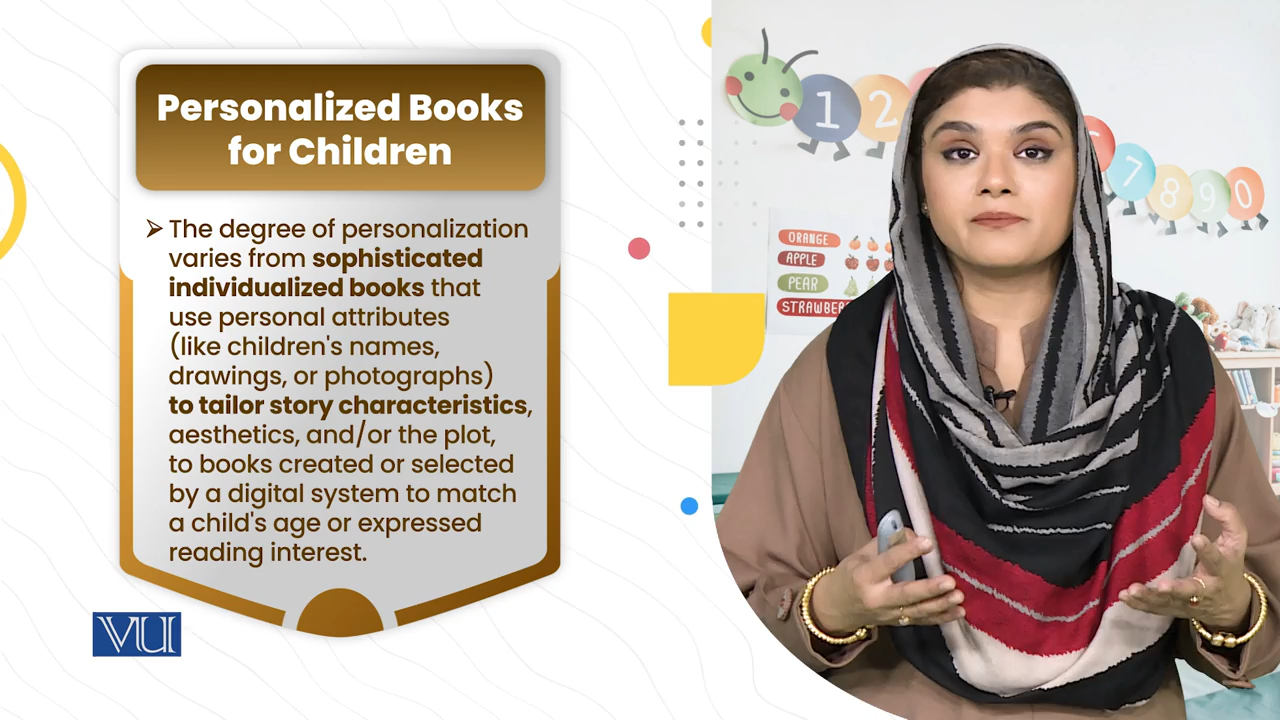 Personalized Books
for Children
➢ The degree of personalization
varies from sophisticated
individualized books that
use personal attributes
(like children's names,
drawings, or photographs)
to tailor story characteristics,
aesthetics, and/or the plot,
to books created or selected
by a digital system to match
a child's age or expressed
reading interest.
VU
1 2
7 8 9 0
ORANGE
APPLE
PEAR